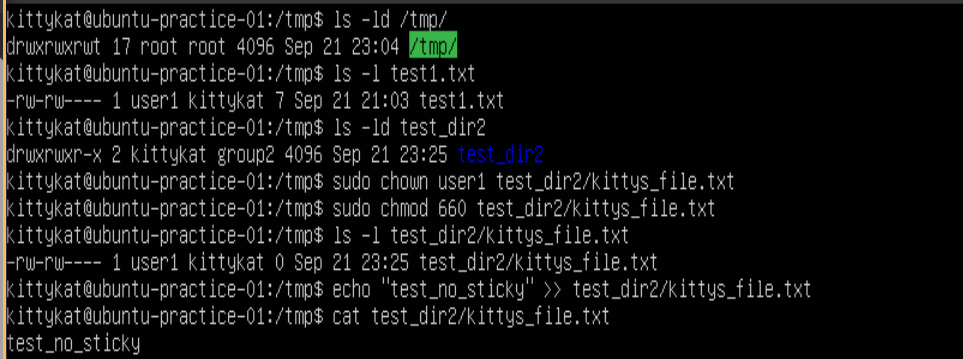 kittykat@ubuntu-practice-01:/tmp$ ls -ld /tmp/
drwxrwxrwt 17 root root 4096 Sep 21 23:04 /tmp/
kittykat@ubuntu-practice-01:/tmp$ ls -l test1.txt
-rw-rw---- 1 user1 kittykat 7 Sep 21 21:03 test1.txt
kittykat@ubuntu-practice-01:/tmp$ ls -ld test_dir2
drwxrwxr-x 2 kittykat group2 4096 Sep 21 23:25 test_dir2
kittykat@ubuntu-practice-01:/tmp$ sudo chown user1 test_dir2/kittys_file.txt
kittykat@ubuntu-practice-01:/tmp$ sudo chmod 660 test_dir2/kittys_file.txt
kittykat@ubuntu-practice-01:/tmp$ ls -l test_dir2/kittys_file.txt
-rw-rw---- 1 user1 kittykat 0 Sep 21 23:25 test_dir2/kittys_file.txt
kittykat@ubuntu-practice-01:/tmp$ echo "test_no_sticky" >> test_dir2/kittys_file.txt
kittykat@ubuntu-practice-01:/tmp$ cat test_dir2/kittys_file.txt
test_no_sticky